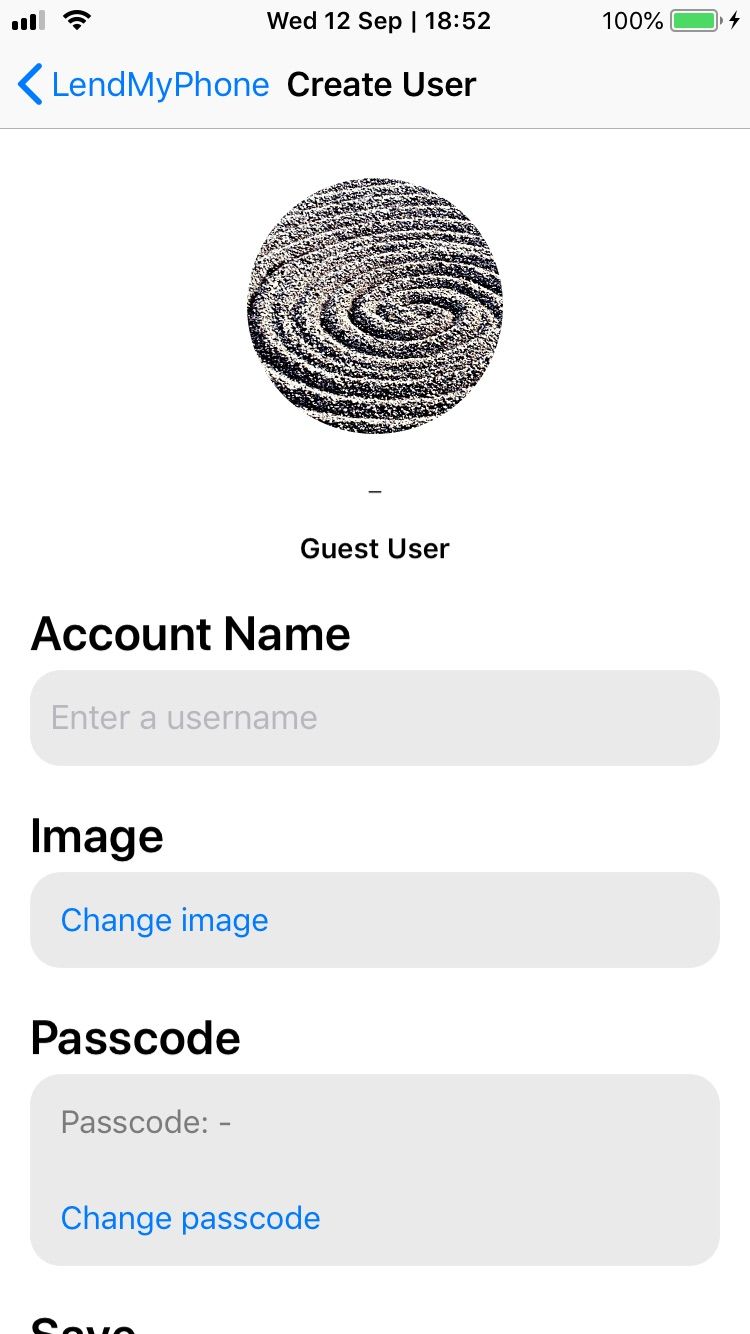 Wed 12 Sep | 18:52
100%
LendMyPhone Create User
–
Guest User
Account Name
Enter a username
Image
Change image
Passcode
Passcode: -
Change passcode
Save